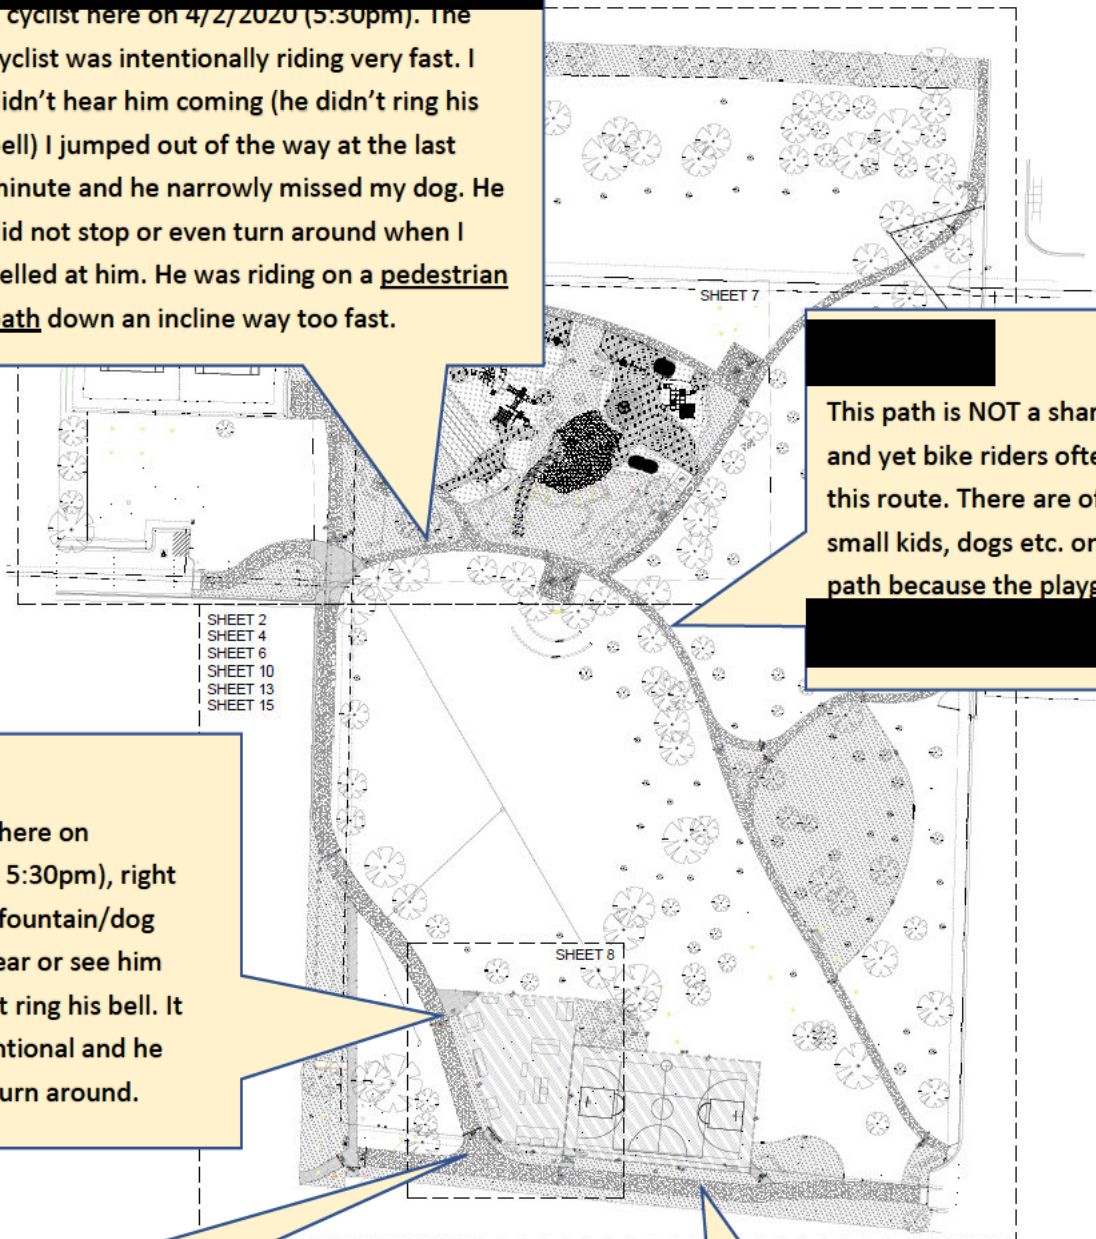 cyclist here on 4/2/2020 (5:30pm). The
yclist was intentionally riding very fast. I
idn't hear him coming (he didn't ring his
ell) I jumped out of the way at the last
ninute and he narrowly missed my dog. He
id not stop or even turn around when I
elled at him. He was riding on a pedestrian
ath down an incline way too fast.
SHEET 7
This path is NOT a shar
and yet bike riders ofte
this route. There are of
small kids, dogs etc. or
path because the playg
SHEET 2
SHEET 4
SHEET 6
SHEET 10
SHEET 13
SHEET 15
here on
5:30pm), right
fountain/dog
ear or see him
t ring his bell. It
ntional and he
urn around.
SHEET 8